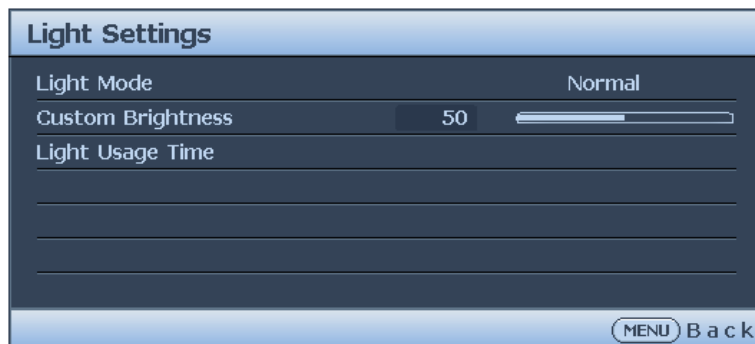 Light Settings
Light Mode Normal
Custom Brightness 50
Light Usage Time
MENU Back